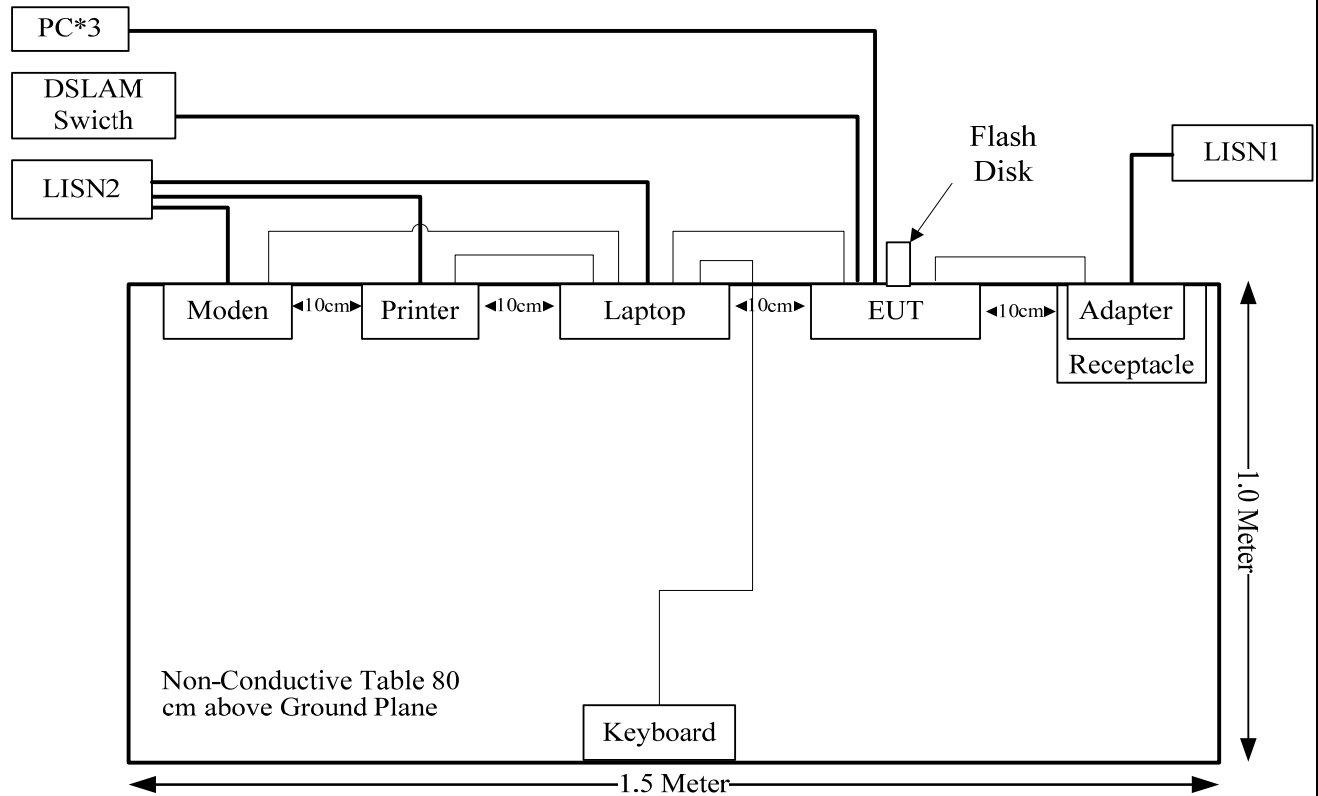 PC*3
DSLAM
Swicth
LISN2
Flash
Disk
LISN1
Moden
10cm
Printer
10cm
Laptop
10cm
EUT
10cm
Adapter
Receptacle
1.0 Meter
Non-Conductive Table 80
cm above Ground Plane
Keyboard
1.5 Meter